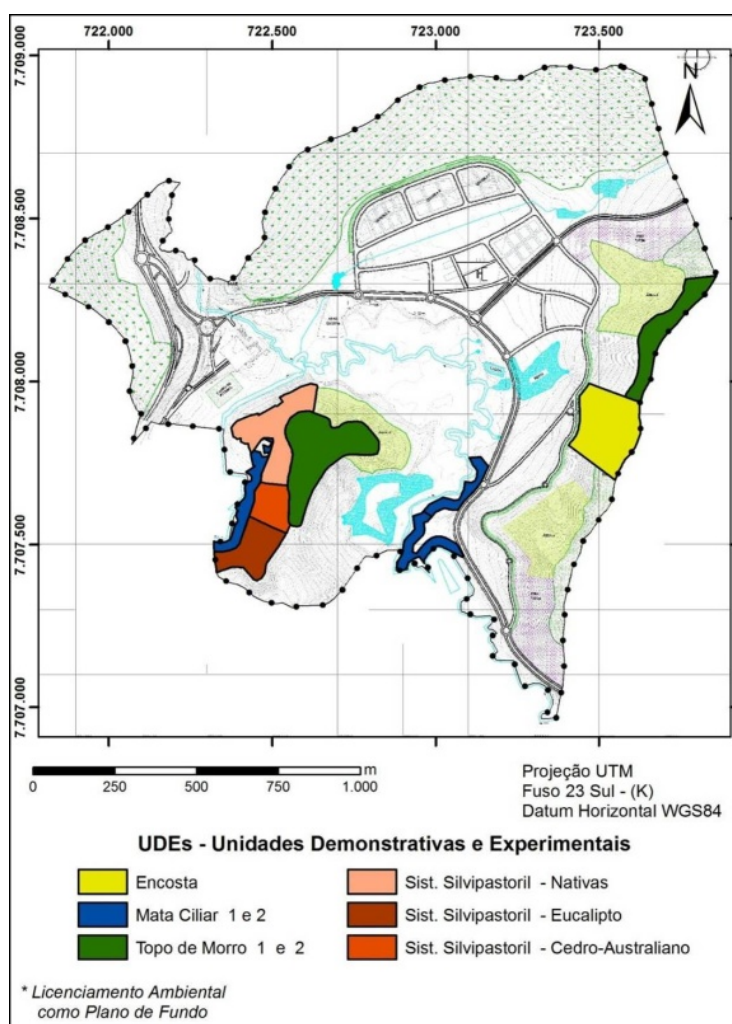 722.000 722.500 723.000 723.500
7.709.000
N
7.708.500
7.708.000
7.707.500
7.707.000
0 250 500 750 1.000 m
Projeção UTM
Fuso 23 Sul - (K)
Datum Horizontal WGS84
UDEs - Unidades Demonstrativas e Experimentais
Encosta
Sist. Silvipastoril - Nativas
Mata Ciliar 1 e 2
Sist. Silvipastoril - Eucalipto
Topo de Morro 1 e 2
Sist. Silvipastoril - Cedro-Australiano
* Licenciamento Ambiental
como Plano de Fundo